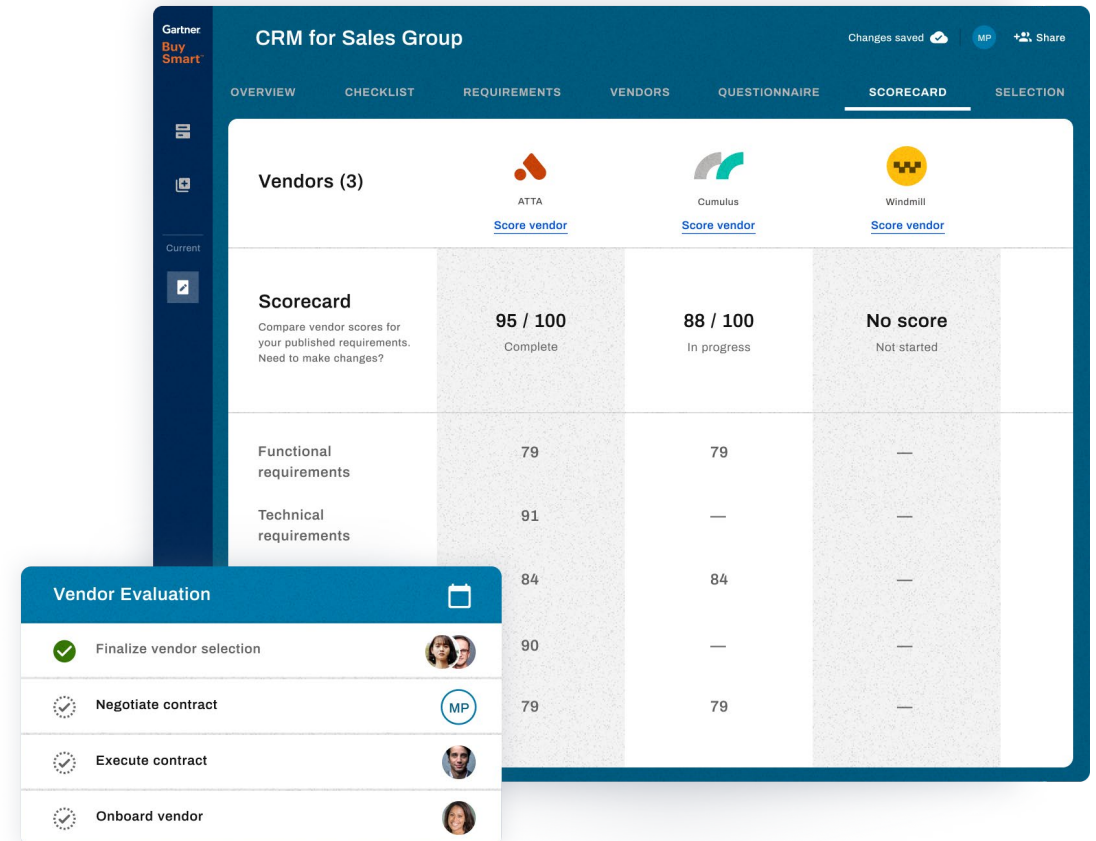 Gartner
Buy
Smart™
CRM for Sales Group
Changes saved
MP
Share
OVERVIEW CHECKLIST REQUIREMENTS VENDORS QUESTIONNAIRE SCORECARD SELECTION
Vendors (3)
ATTA Cumulus Windmill
Score vendor Score vendor Score vendor
Current
Scorecard
Compare vendor scores for
your published requirements.
Need to make changes?
95 / 100 88 / 100 No score
Complete In progress Not started
Functional
requirements
79 79 —
Technical
requirements
91 — —
84 84 —
90 — —
79 79 —
Vendor Evaluation
Finalize vendor selection
Negotiate contract MP
Execute contract
Onboard vendor